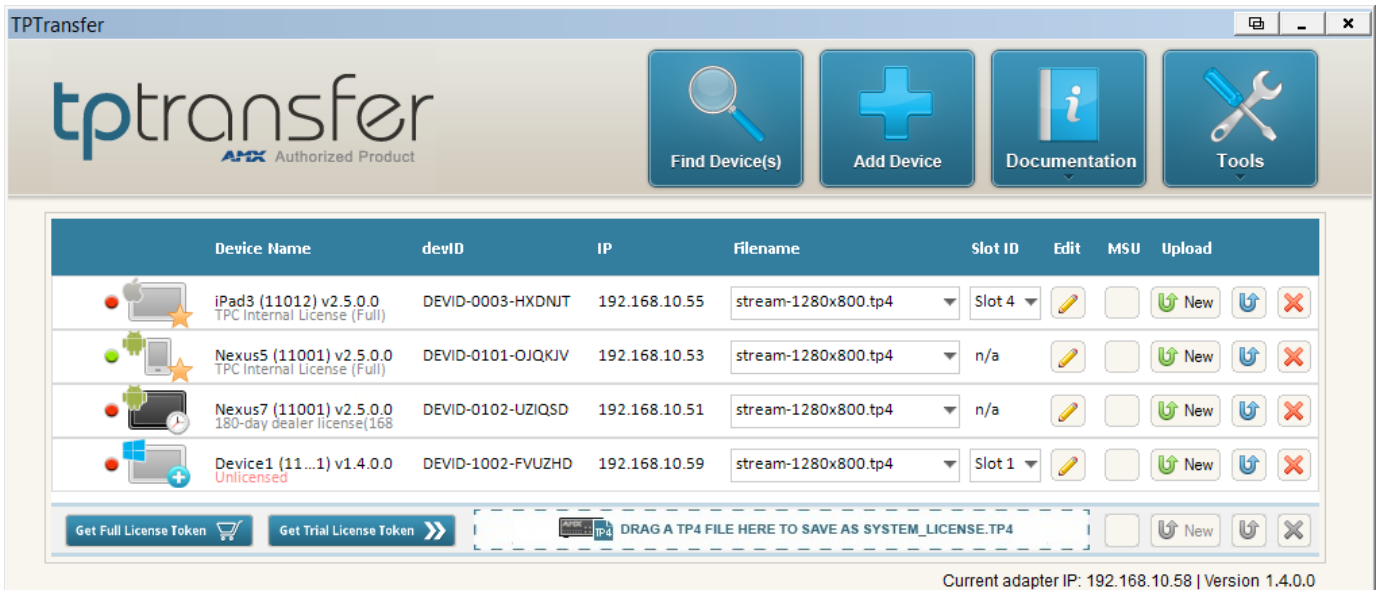 TPTransfer
tptransfer
AMX Authorized Product
Find Device(s)
Add Device
Documentation
Tools
Device Name devID IP Filename Slot ID Edit MSU Upload
iPad3 (11012) v2.5.0.0 DEVID-0003-HXDNJT 192.168.10.55 stream-1280x800.tp4 Slot 4 New
TPC Internal License (Full)
Nexus5 (11001) v2.5.0.0 DEVID-0101-OJQKJV 192.168.10.53 stream-1280x800.tp4 n/a New
TPC Internal License (Full)
Nexus7 (11001) v2.5.0.0 DEVID-0102-UZIQSD 192.168.10.51 stream-1280x800.tp4 n/a New
180-day dealer license(168
Device1 (11...1) v1.4.0.0 DEVID-1002-FVUZHD 192.168.10.59 stream-1280x800.tp4 Slot 1 New
Unlicensed
Get Full License Token Get Trial License Token AMX TP4 DRAG A TP4 FILE HERE TO SAVE AS SYSTEM_LICENSE.TP4 New
Current adapter IP: 192.168.10.58 | Version 1.4.0.0